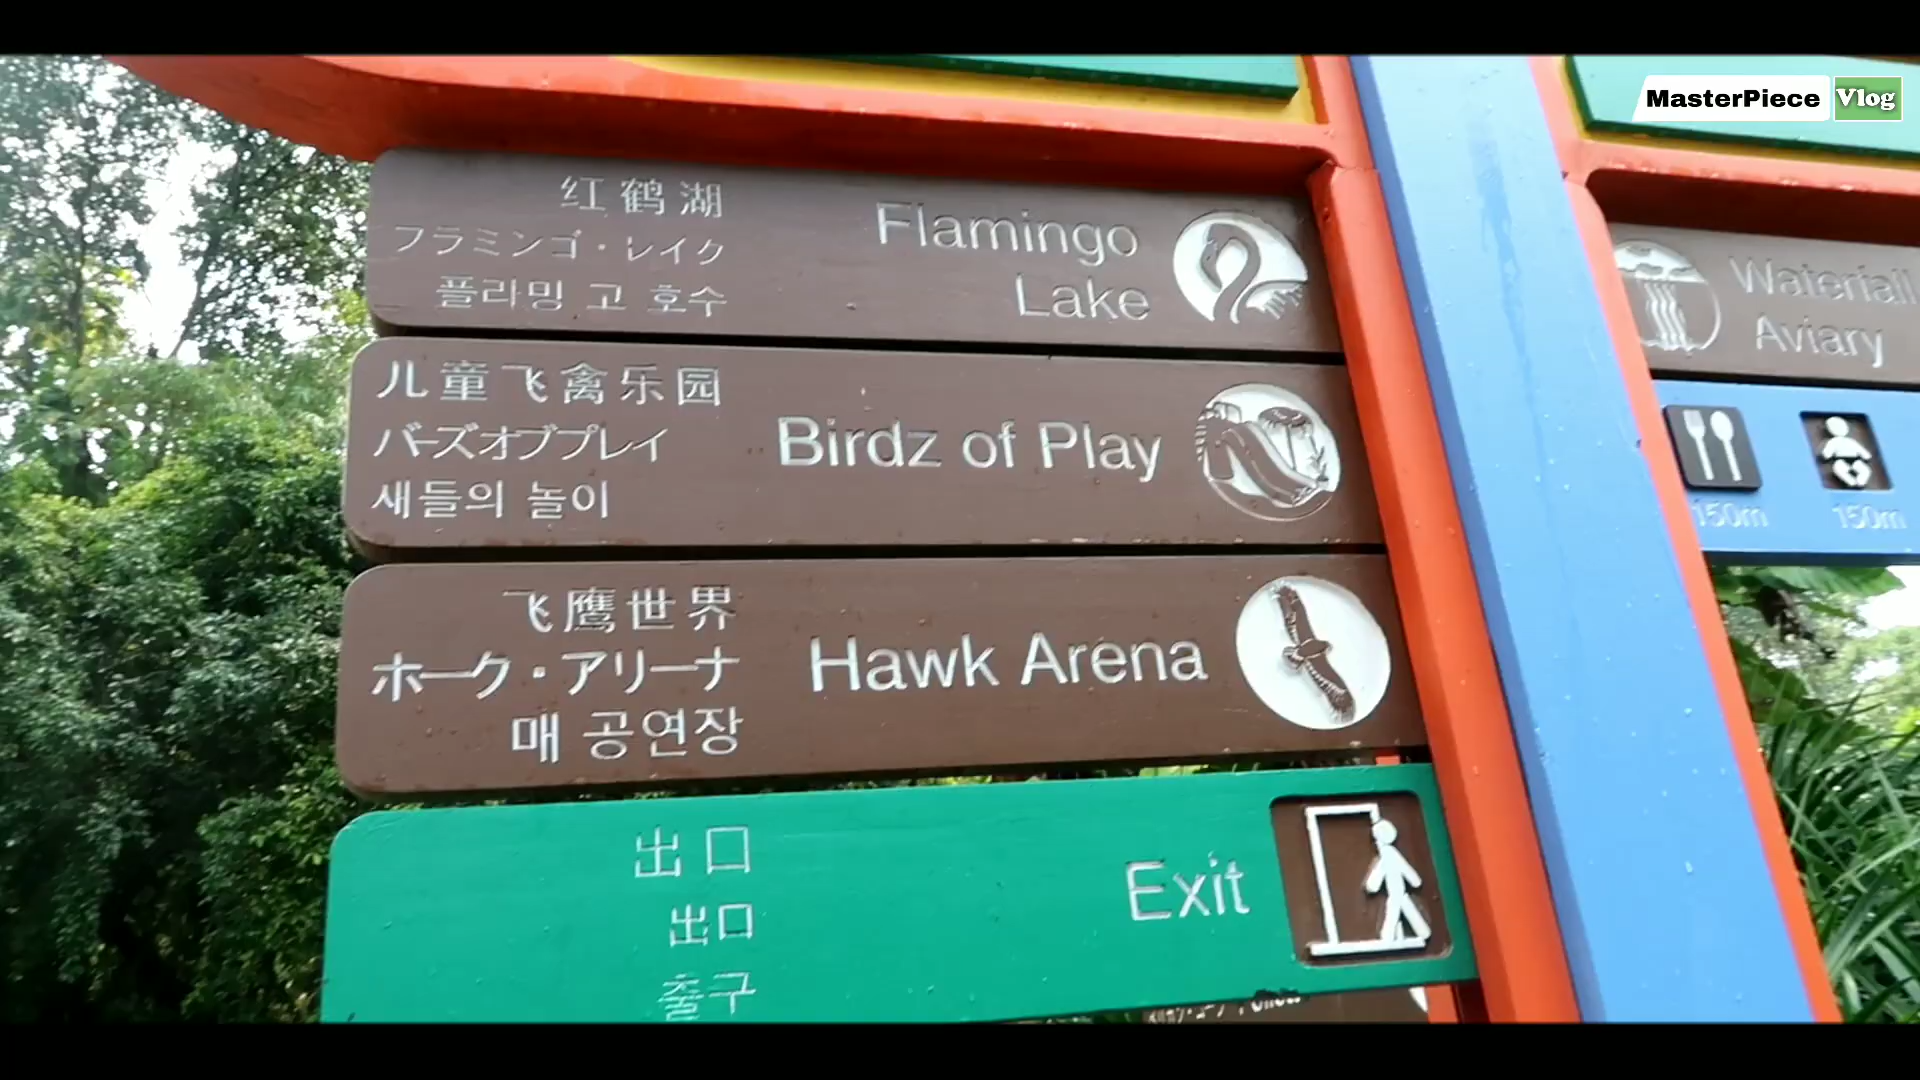 MasterPiece Vlog
红鹤湖
フラミンゴ・レイク
플라밍 고 호수
Flamingo
Lake
儿童飞禽乐园
バーズオブプレイ
새들의 놀이
Birdz of Play
飞鹰世界
ホーク・アリーナ
매 공연장
Hawk Arena
出口
出口
출구
Exit
Waterfall
Aviary
150m
150m